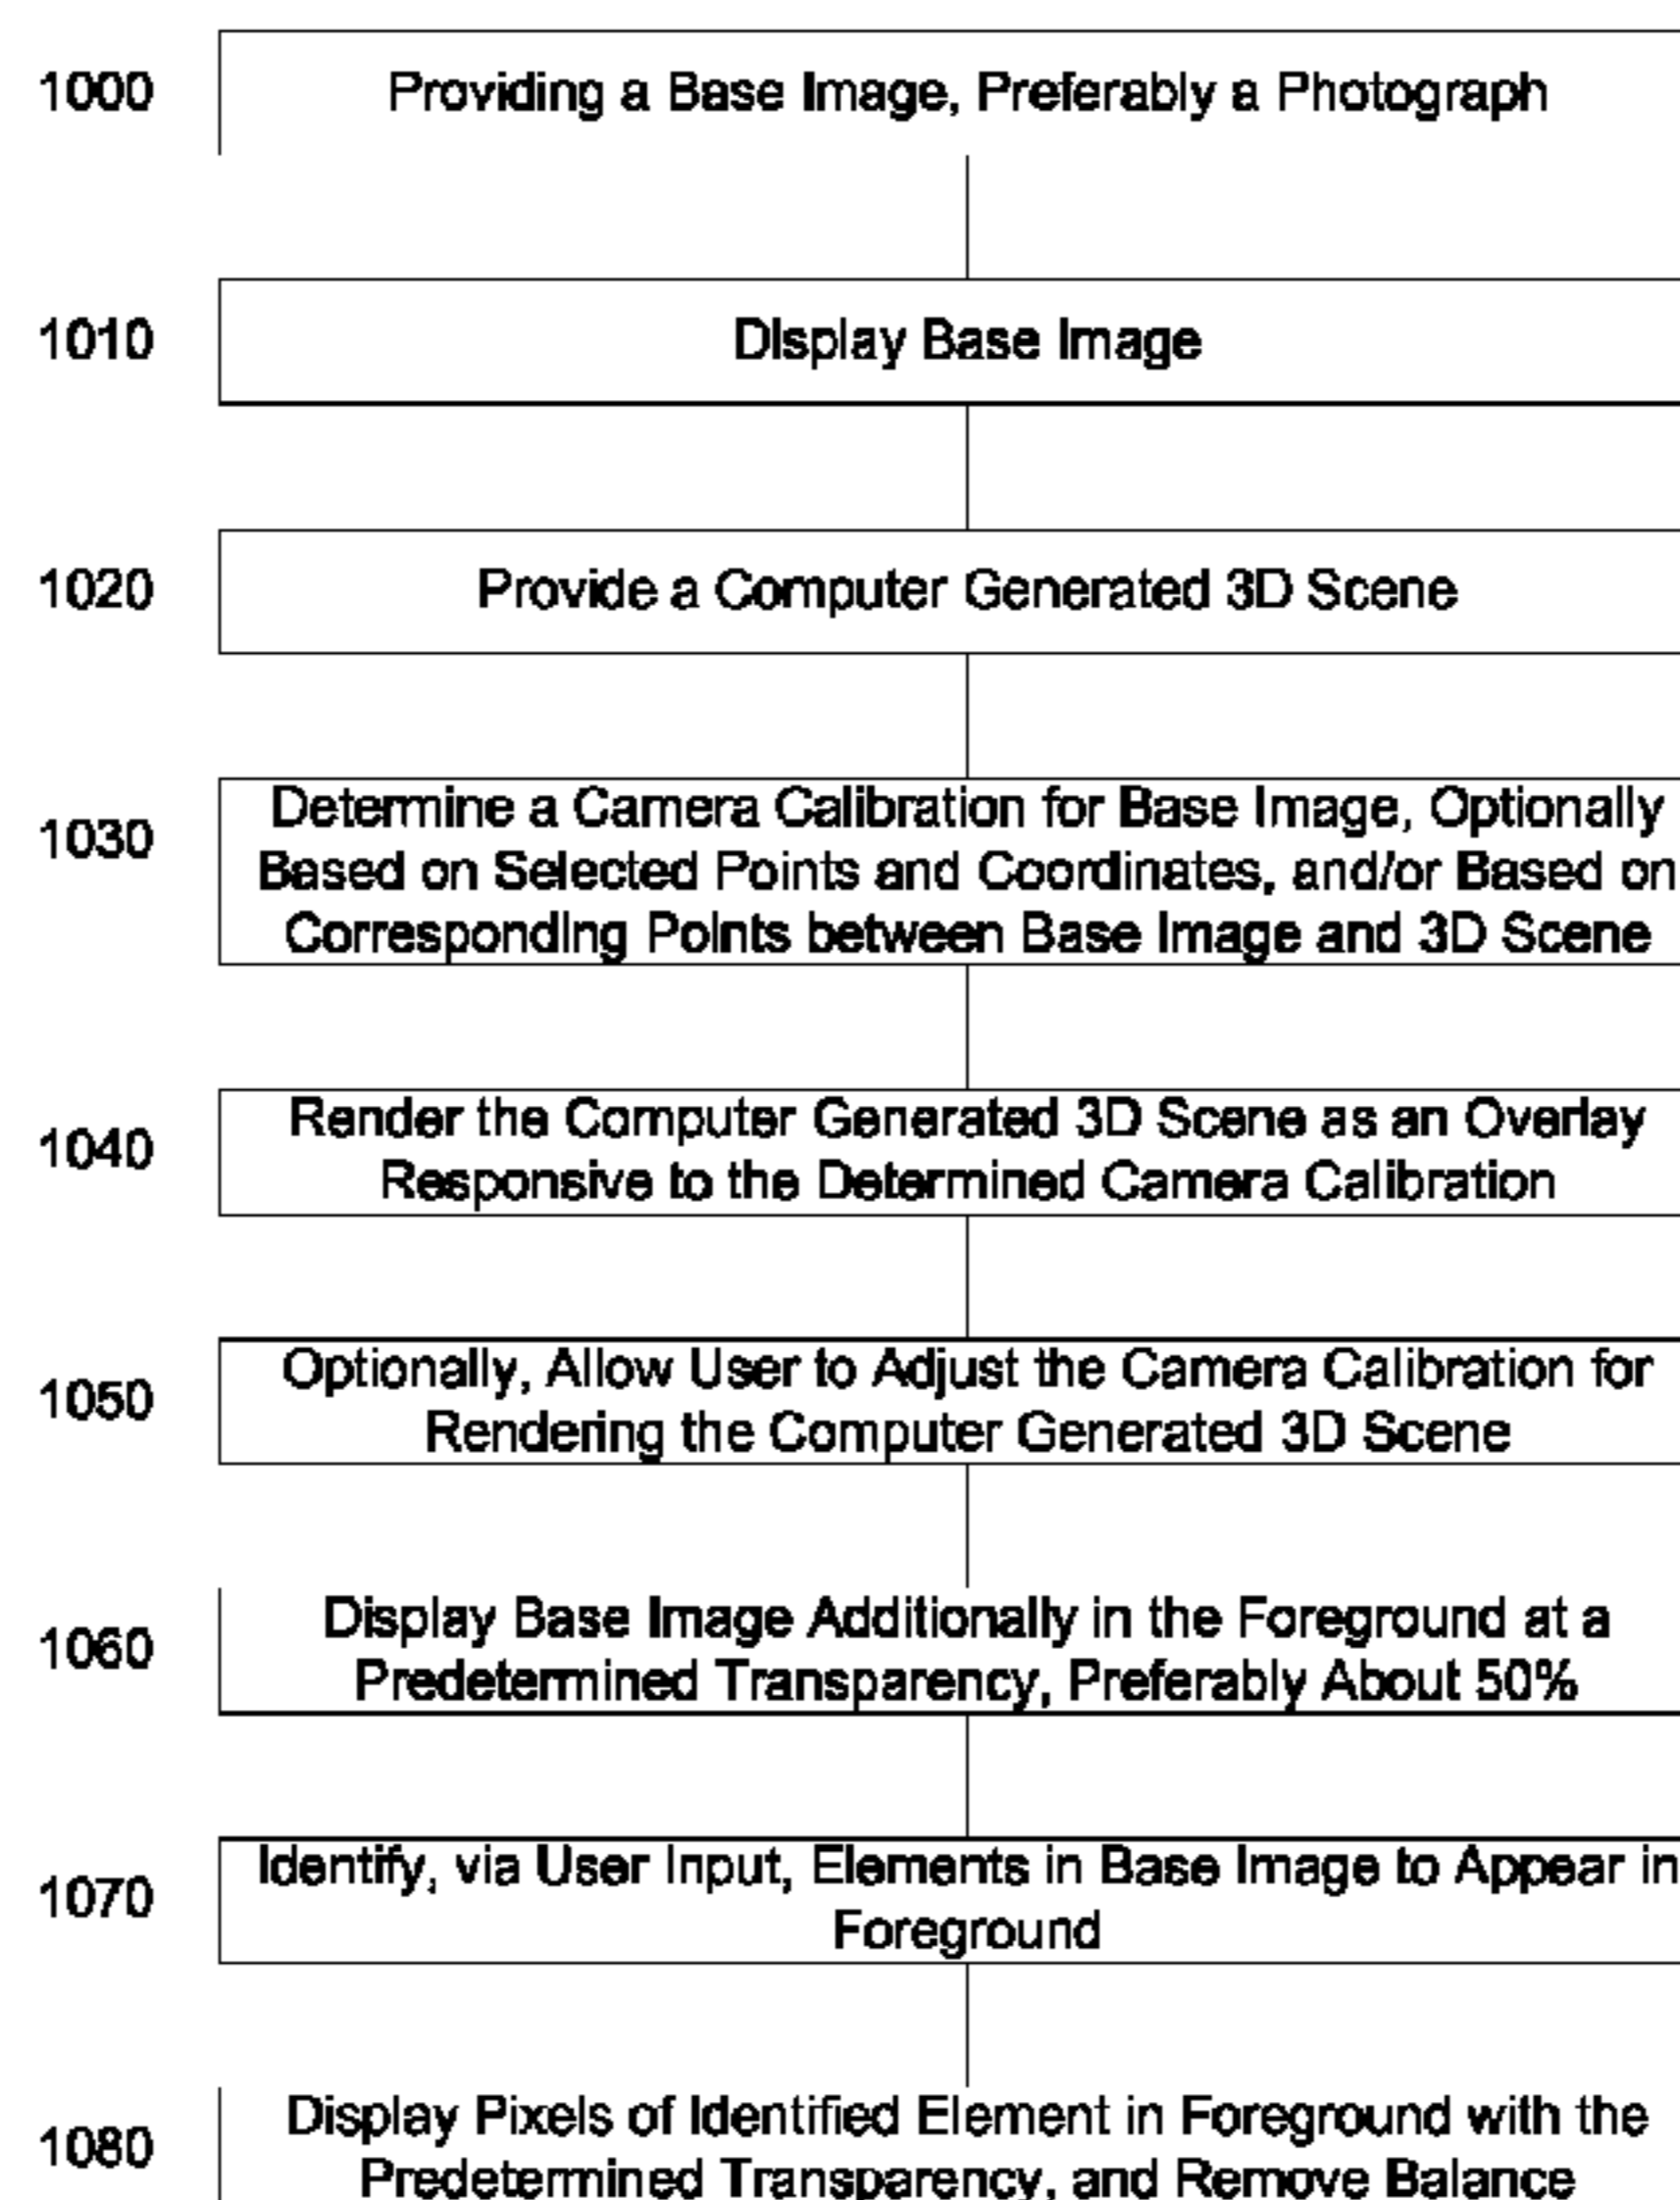 1000 Providing a Base Image, Preferably a Photograph
1010 Display Base Image
1020 Provide a Computer Generated 3D Scene
1030 Determine a Camera Calibration for Base Image, Optionally
Based on Selected Points and Coordinates, and/or Based on
Corresponding Points between Base Image and 3D Scene
1040 Render the Computer Generated 3D Scene as an Overlay
Responsive to the Determined Camera Calibration
1050 Optionally, Allow User to Adjust the Camera Calibration for
Rendering the Computer Generated 3D Scene
1060 Display Base Image Additionally in the Foreground at a
Predetermined Transparency, Preferably About 50%
1070 Identify, via User Input, Elements in Base Image to Appear in
Foreground
1080 Display Pixels of Identified Element in Foreground with the
Predetermined Transparency, and Remove Balance